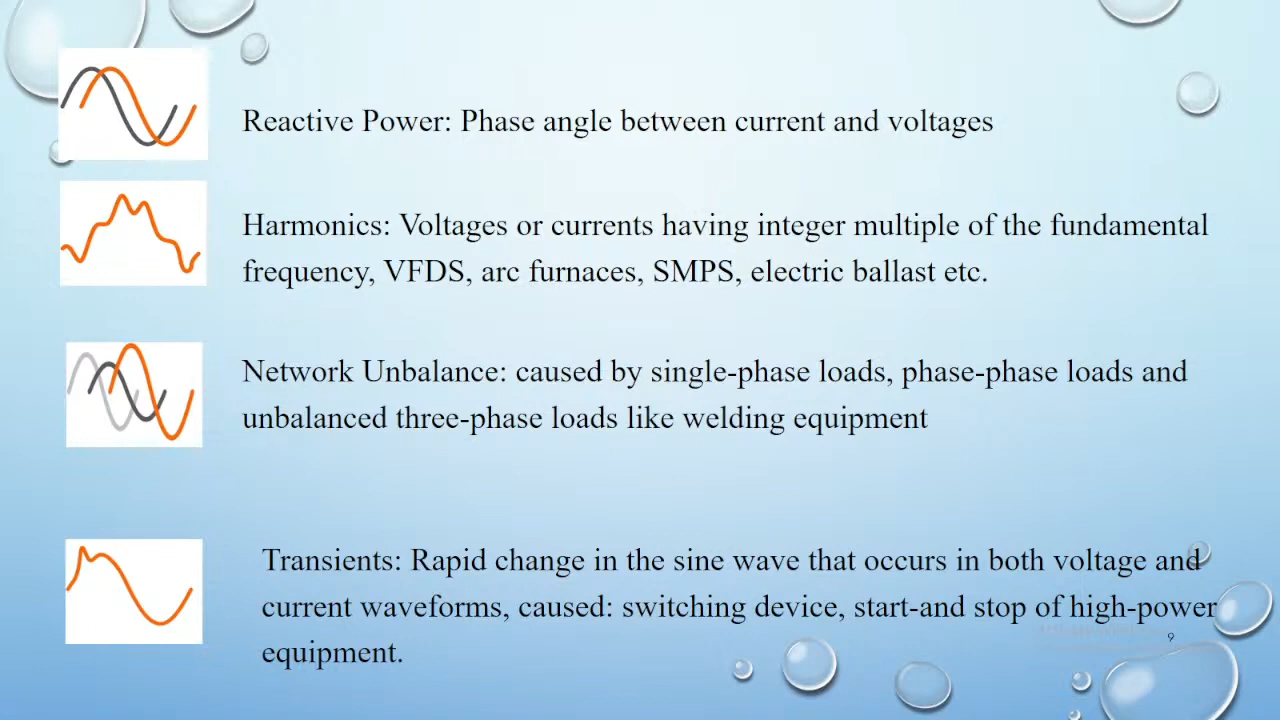 Reactive Power: Phase angle between current and voltages
Harmonics: Voltages or currents having integer multiple of the fundamental
frequency, VFDS, arc furnaces, SMPS, electric ballast etc.
Network Unbalance: caused by single-phase loads, phase-phase loads and
unbalanced three-phase loads like welding equipment
Transients: Rapid change in the sine wave that occurs in both voltage and
current waveforms, caused: switching device, start-and stop of high-power
equipment.
9